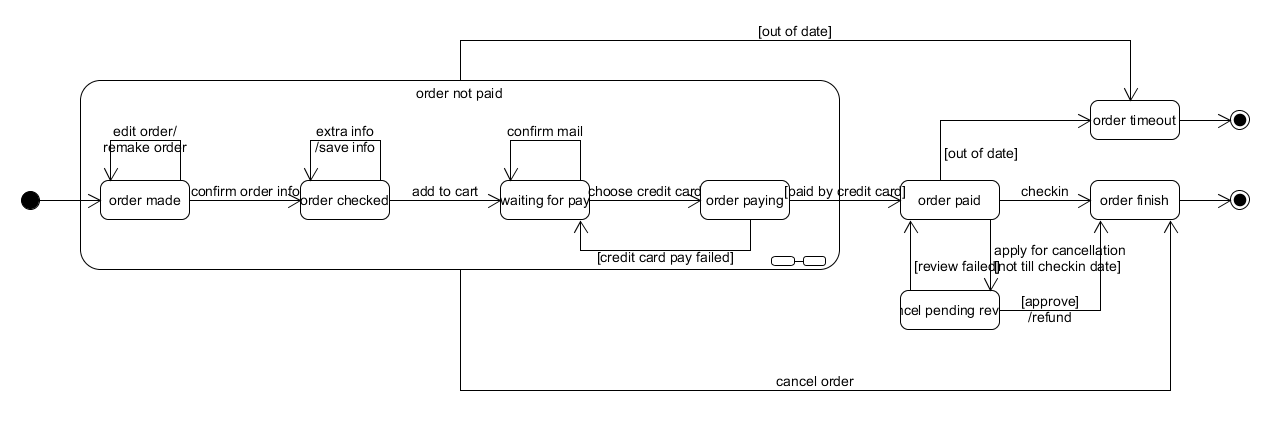 [out of date]
order not paid
edit order/
remake order
extra info
/save info
confirm mail
order timeout
[out of date]
order made
confirm order info
order checked
add to cart
waiting for pay
choose credit card
order paying
[paid by credit card]
order paid
checkin
order finish
[credit card pay failed]
apply for cancellation
[review failed]
[not till checkin date]
ncel pending rev
[approve]
/refund
cancel order